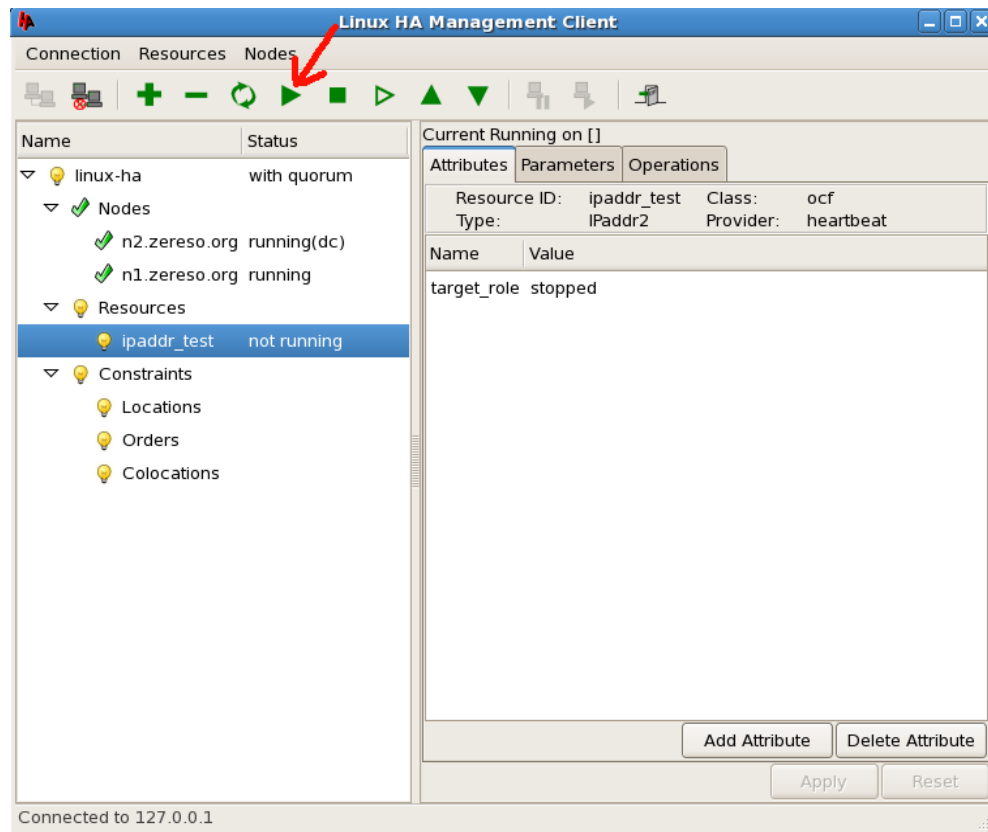 Linux HA Management Client
Connection Resources Nodes
Name Status
linux-ha with quorum
Nodes
n2.zereso.org running(dc)
n1.zereso.org running
Resources
ipaddr_test not running
Constraints
Locations
Orders
Colocations
Current Running on []
Attributes Parameters Operations
Resource ID: ipaddr_test Class: ocf
Type: IPaddr2 Provider: heartbeat
Name Value
target_role stopped
Add Attribute Delete Attribute
Apply Reset
Connected to 127.0.0.1